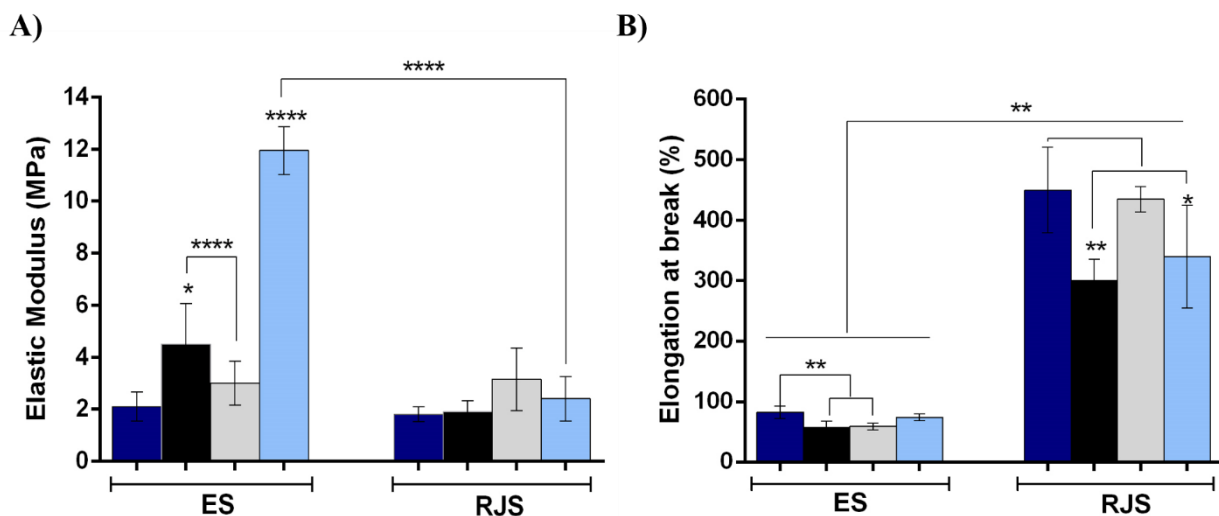 A)
Elastic Modulus (MPa)
14
12
10
8
6
4
2
0
****
****
****
*
ES
RJS
B)
Elongation at break (%)
600
500
400
300
200
100
0
**
**
**
*
ES
RJS